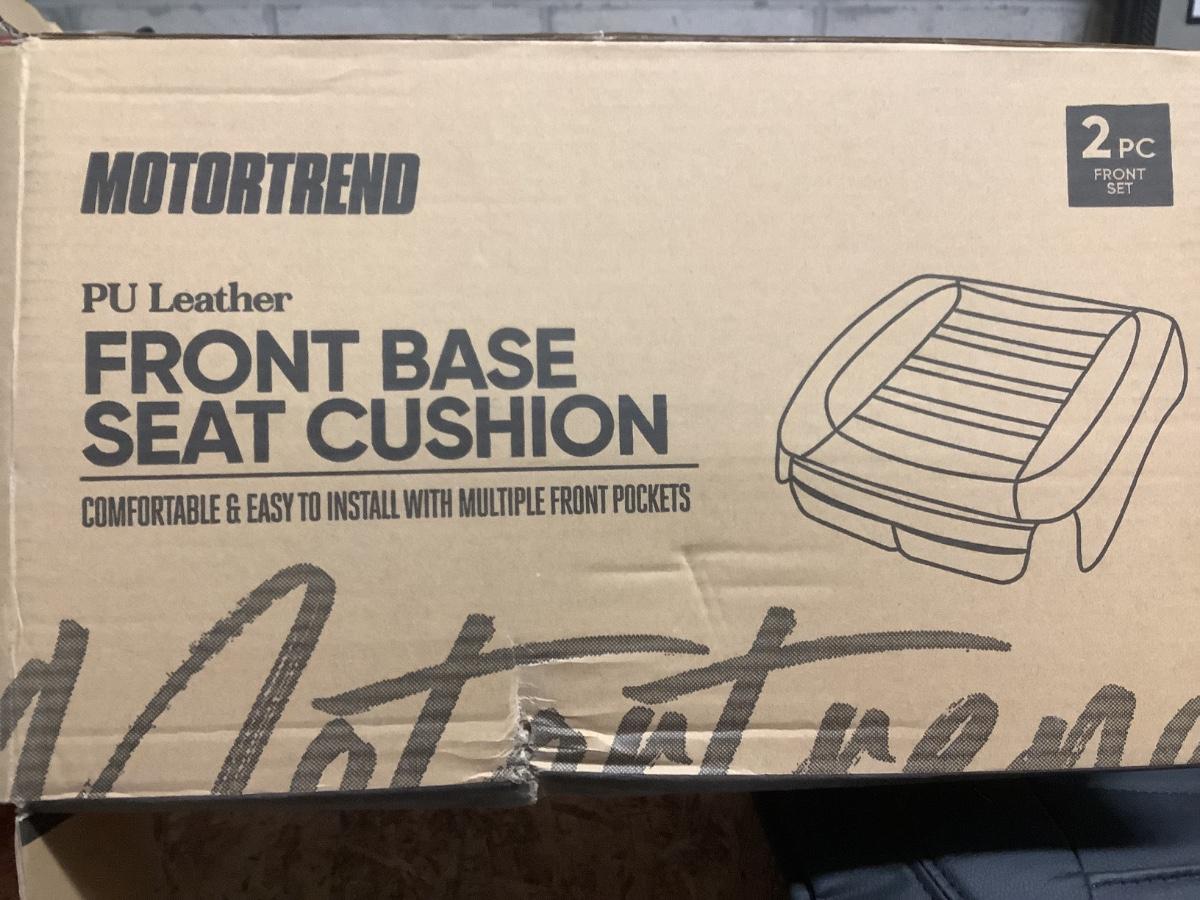 MOTORTREND
2 PC
FRONT
SET
PU Leather
FRONT BASE
SEAT CUSHION
COMFORTABLE & EASY TO INSTALL WITH MULTIPLE FRONT POCKETS
Motortrend